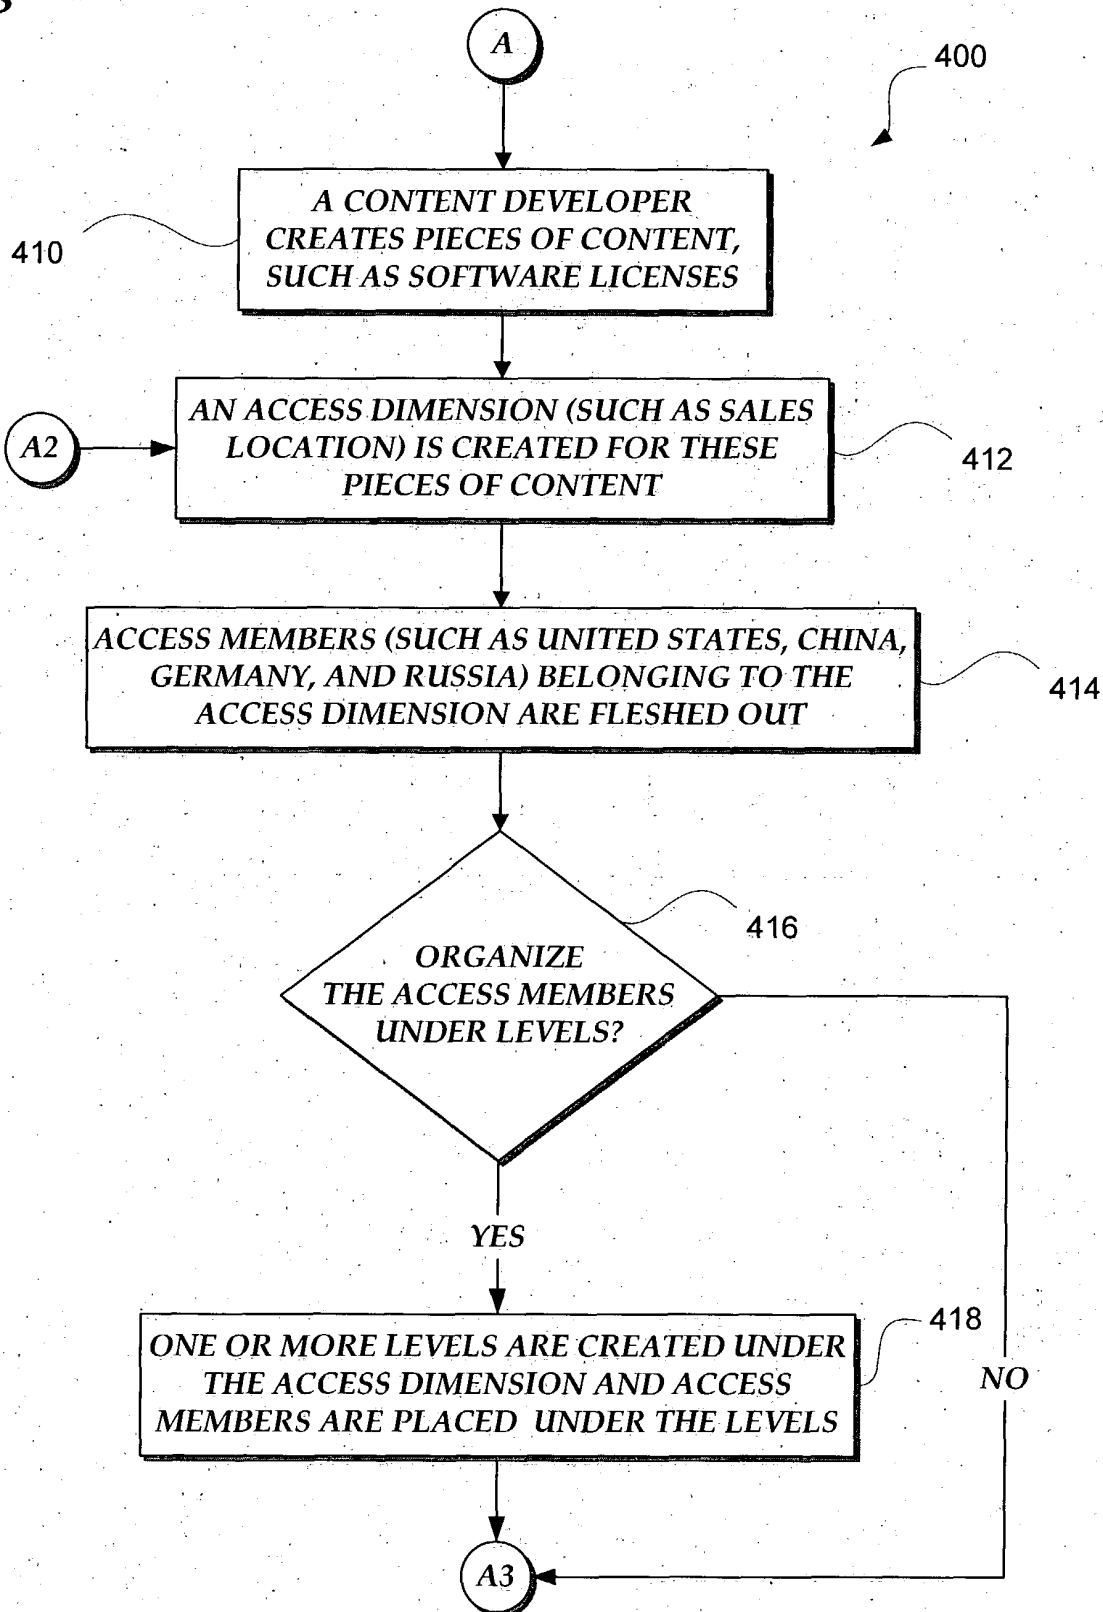 A
400
A CONTENT DEVELOPER
CREATES PIECES OF CONTENT,
SUCH AS SOFTWARE LICENSES
410
AN ACCESS DIMENSION (SUCH AS SALES
LOCATION) IS CREATED FOR THESE
PIECES OF CONTENT
A2
412
ACCESS MEMBERS (SUCH AS UNITED STATES, CHINA,
GERMANY, AND RUSSIA) BELONGING TO THE
ACCESS DIMENSION ARE FLESHED OUT
414
416
ORGANIZE
THE ACCESS MEMBERS
UNDER LEVELS?
YES
418
ONE OR MORE LEVELS ARE CREATED UNDER
THE ACCESS DIMENSION AND ACCESS
MEMBERS ARE PLACED UNDER THE LEVELS
NO
A3